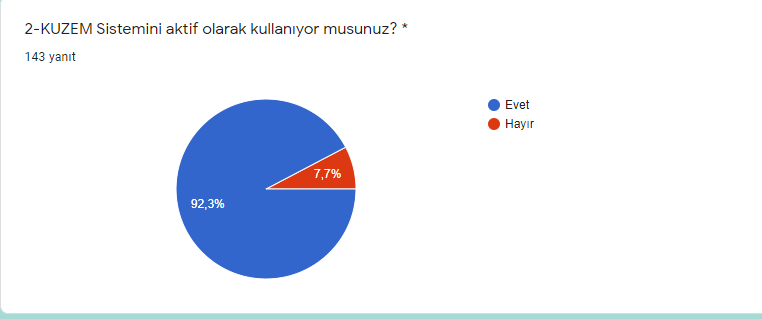 2-KUZEM Sistemini aktif olarak kullanıyor musunuz? *
143 yanıt
Evet
Hayır
7,7%
92,3%